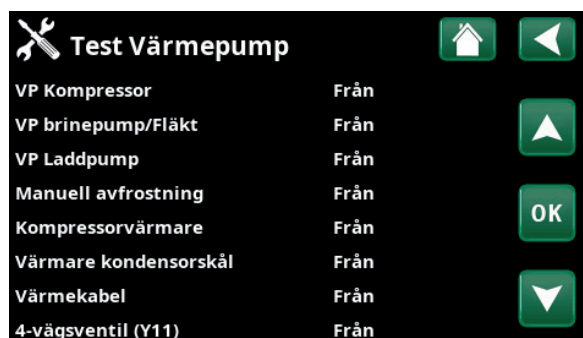 Test Värmepump
VP Kompressor Från
VP brinepump/Fläkt Från
VP Laddpump Från
Manuell avfrostning Från
OK
Kompressorvärmare Från
Värmare kondensorskål Från
Värmekabel Från
4-vägsventil (Y11) Från